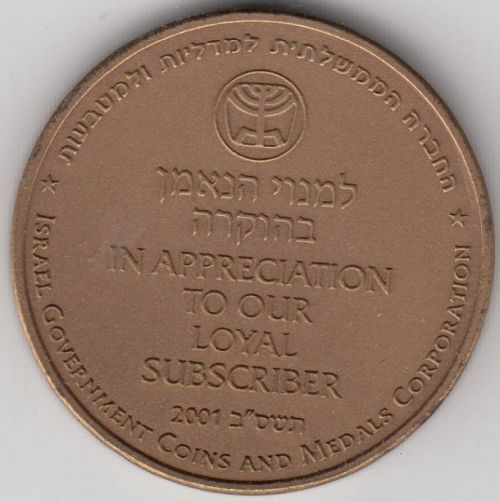 החברה הממשלתית למדליות ולמטבעות
למנוי הנאמן
בהוקרה
IN APPRECIATION
TO OUR
LOYAL
SUBSCRIBER
2001 תשס"ב
ISRAEL GOVERNMENT COINS AND MEDALS CORPORATION